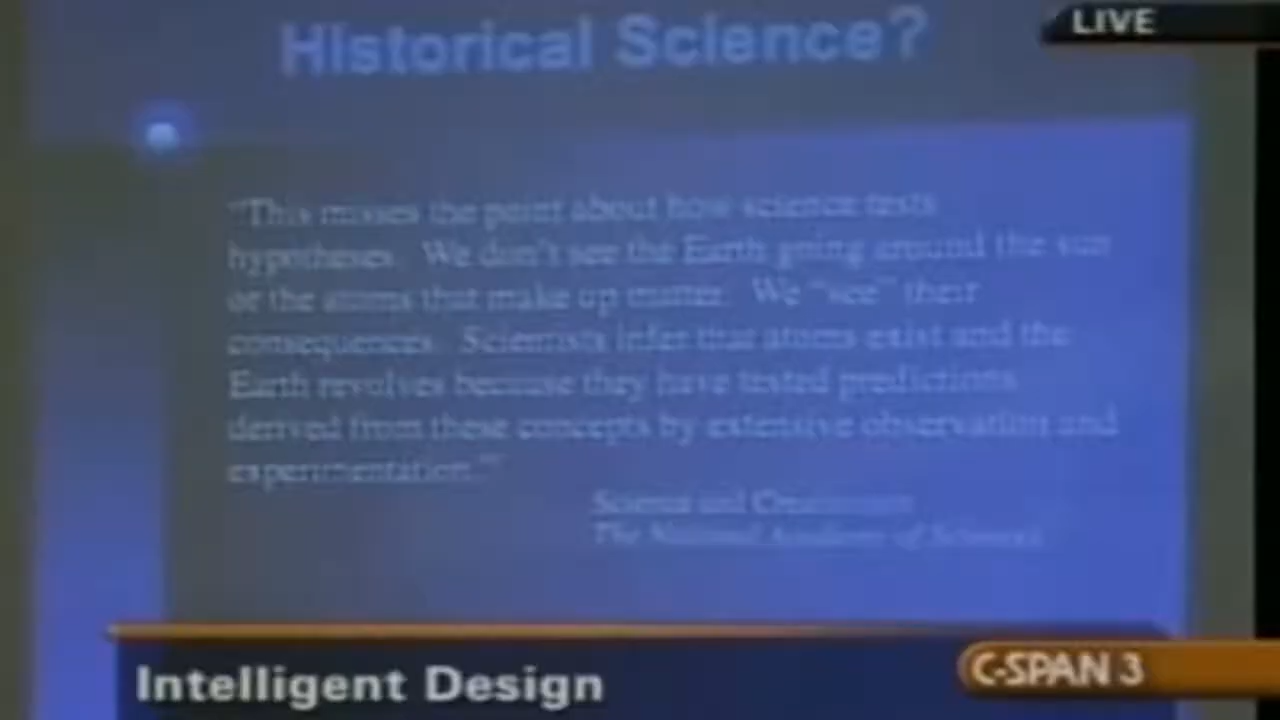 LIVE
Historical Science?
"This misses the point about how science tests
hypotheses. We don't see the Earth going around the sun
or the atoms that make up matter. We "see" their
consequences. Scientists infer that atoms exist and the
Earth revolves because they have tested predictions
derived from these concepts by extensive observation and
experimentation."
Science and Creationism
The National Academy of Sciences
Intelligent Design
C-SPAN 3